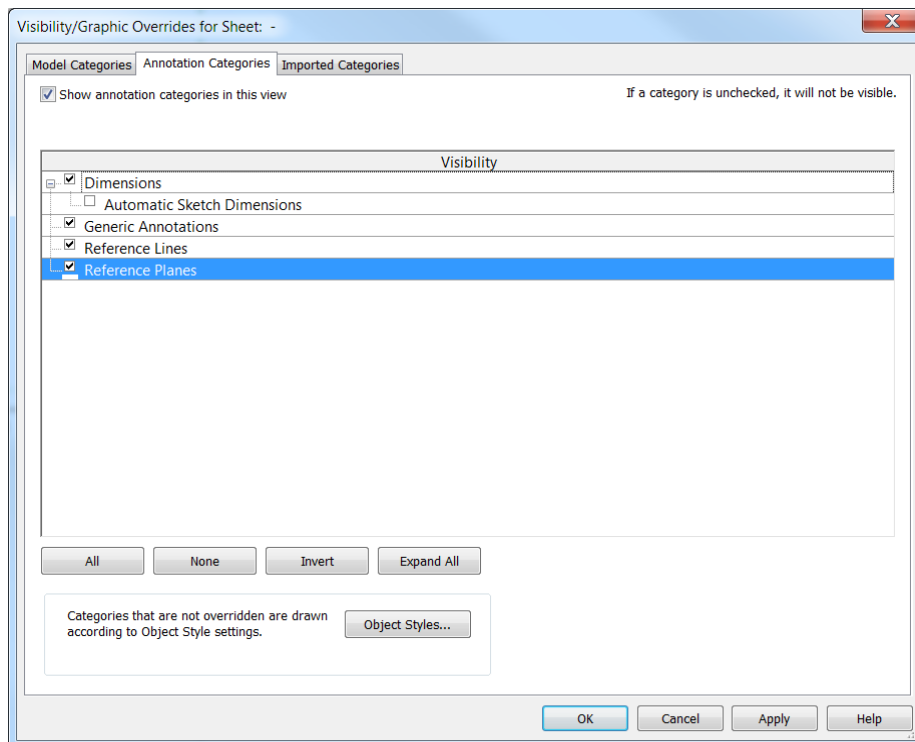 Visibility/Graphic Overrides for Sheet: -
Model Categories Annotation Categories Imported Categories
Show annotation categories in this view If a category is unchecked, it will not be visible.
Visibility
Dimensions
Automatic Sketch Dimensions
Generic Annotations
Reference Lines
Reference Planes
All None Invert Expand All
Categories that are not overridden are drawn
according to Object Style settings.
Object Styles...
OK Cancel Apply Help